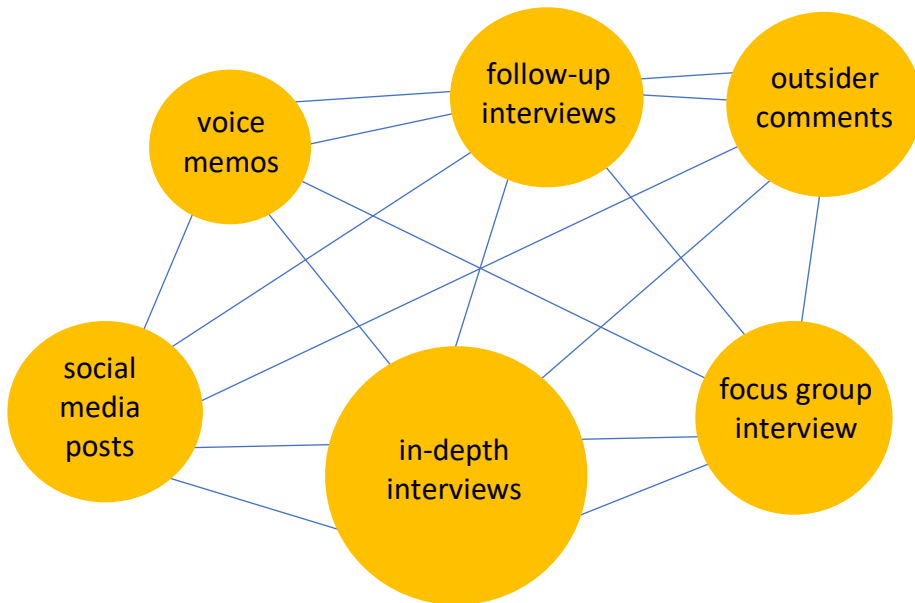 follow-up
interviews
outsider
comments
voice
memos
social
media
posts
in-depth
interviews
focus group
interview